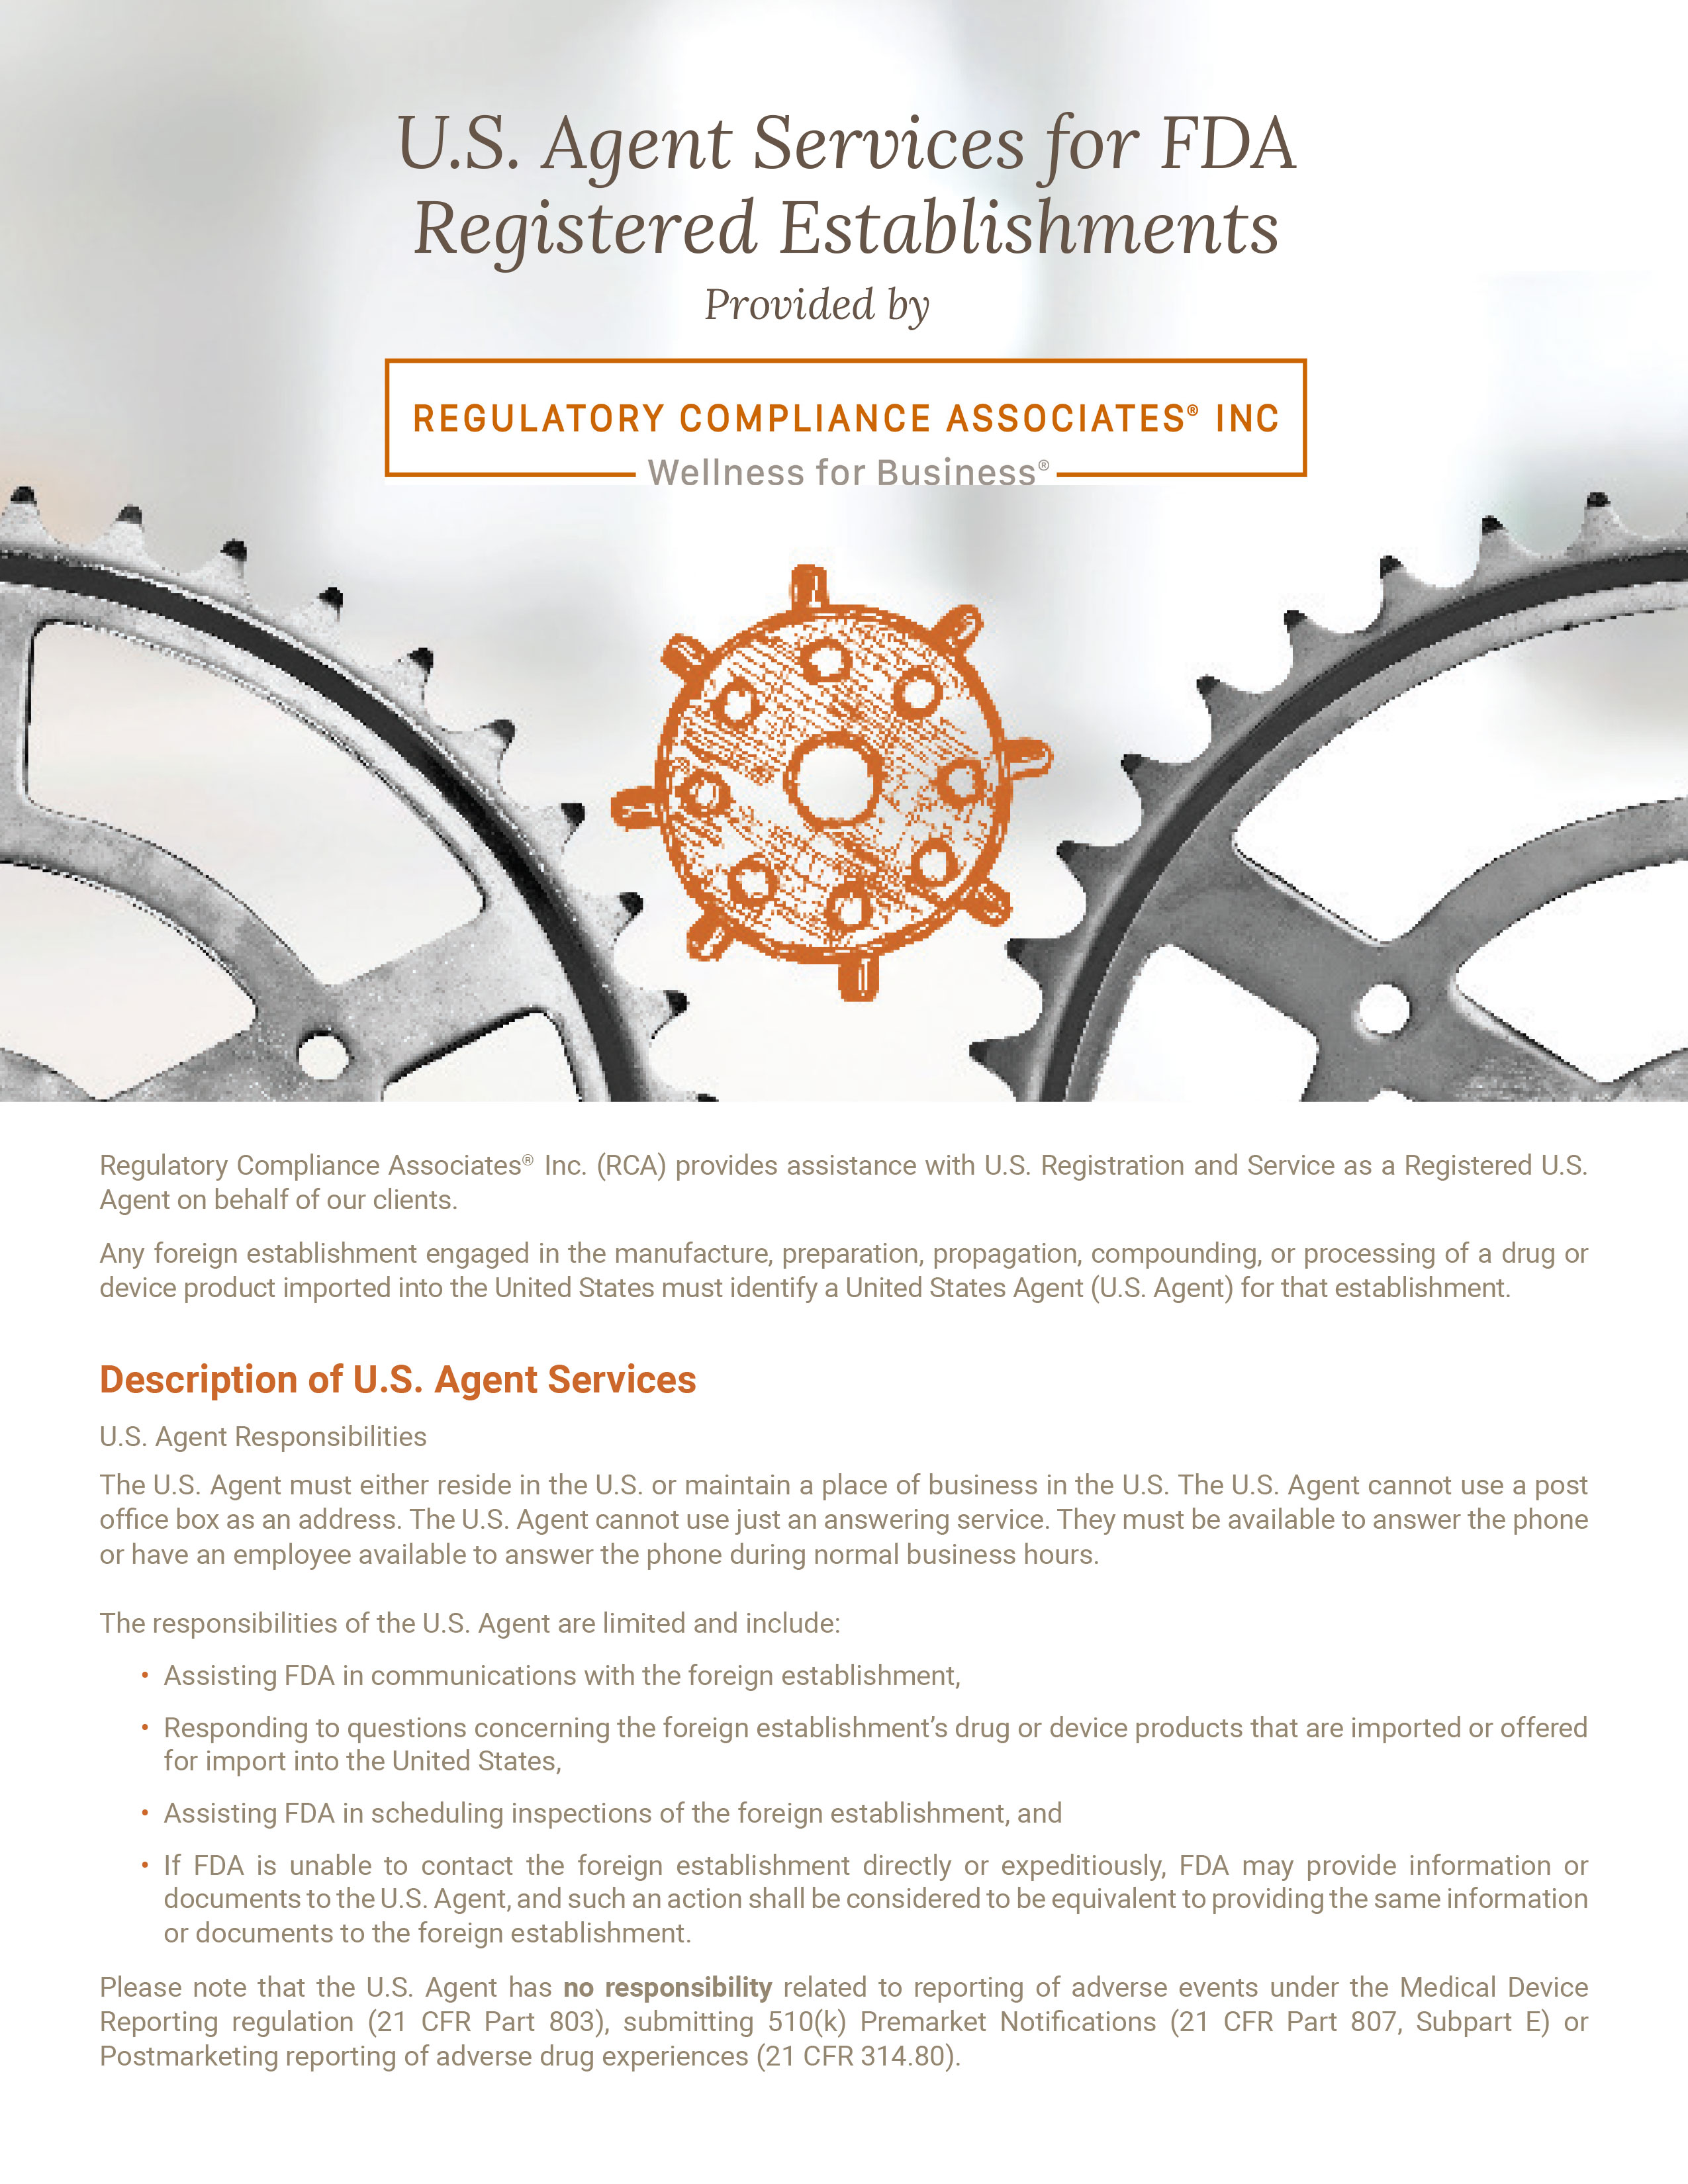 U.S. Agent Services for FDA
Registered Establishments
Provided by
REGULATORY COMPLIANCE ASSOCIATES® INC
Wellness for Business®
Regulatory Compliance Associates® Inc. (RCA) provides assistance with U.S. Registration and Service as a Registered U.S.
Agent on behalf of our clients.
Any foreign establishment engaged in the manufacture, preparation, propagation, compounding, or processing of a drug or
device product imported into the United States must identify a United States Agent (U.S. Agent) for that establishment.
Description of U.S. Agent Services
U.S. Agent Responsibilities
The U.S. Agent must either reside in the U.S. or maintain a place of business in the U.S. The U.S. Agent cannot use a post
office box as an address. The U.S. Agent cannot use just an answering service. They must be available to answer the phone
or have an employee available to answer the phone during normal business hours.
The responsibilities of the U.S. Agent are limited and include:
• Assisting FDA in communications with the foreign establishment,
• Responding to questions concerning the foreign establishment’s drug or device products that are imported or offered
for import into the United States,
• Assisting FDA in scheduling inspections of the foreign establishment, and
• If FDA is unable to contact the foreign establishment directly or expeditiously, FDA may provide information or
documents to the U.S. Agent, and such an action shall be considered to be equivalent to providing the same information
or documents to the foreign establishment.
Please note that the U.S. Agent has no responsibility related to reporting of adverse events under the Medical Device
Reporting regulation (21 CFR Part 803), submitting 510(k) Premarket Notifications (21 CFR Part 807, Subpart E) or
Postmarketing reporting of adverse drug experiences (21 CFR 314.80).